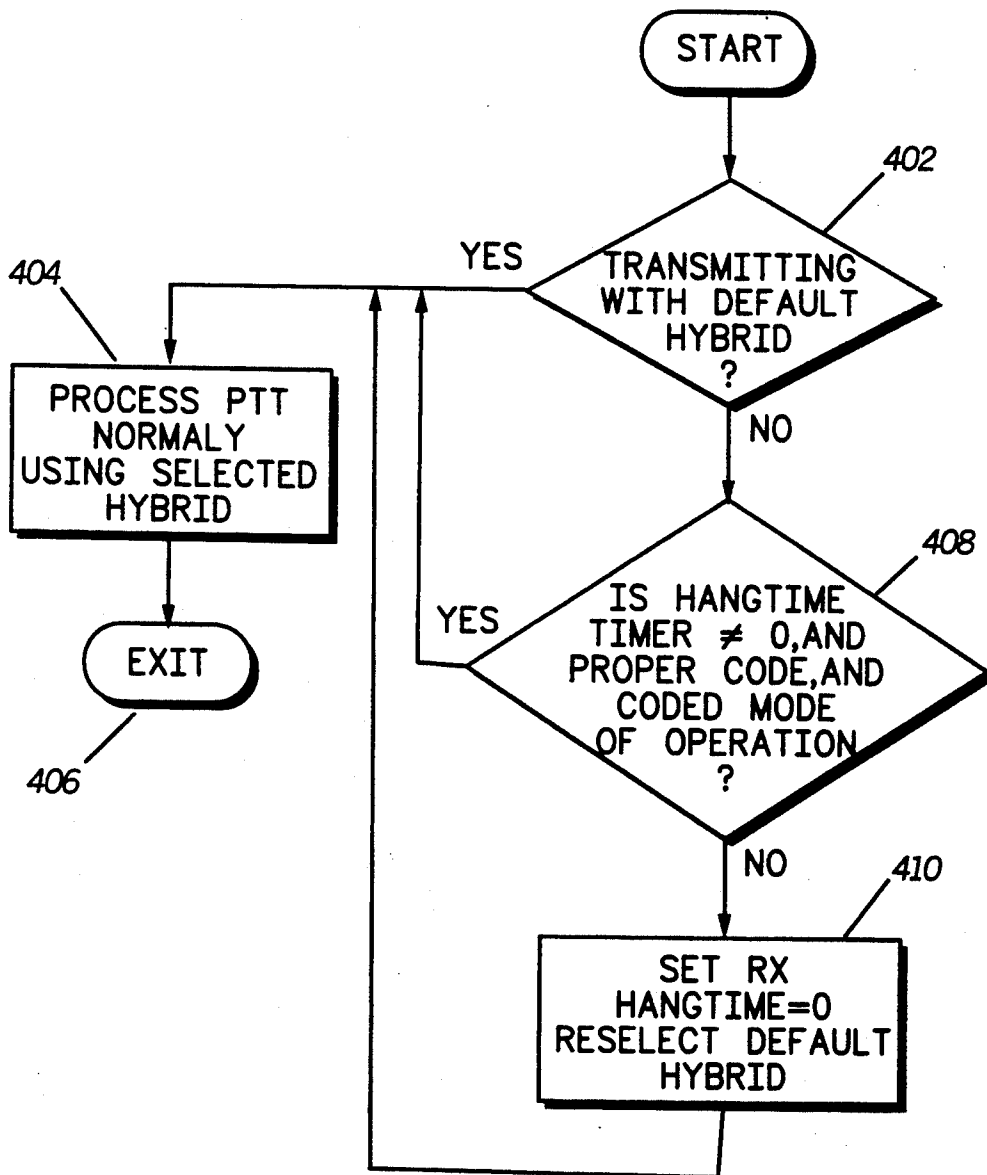 START
402
TRANSMITTING
WITH DEFAULT
HYBRID
?
YES
NO
404
PROCESS PTT
NORMALY
USING SELECTED
HYBRID
EXIT
406
408
IS HANGTIME
TIMER ≠ 0,AND
PROPER CODE,AND
CODED MODE
OF OPERATION
?
YES
NO
410
SET RX
HANGTIME=0
RESELECT DEFAULT
HYBRID